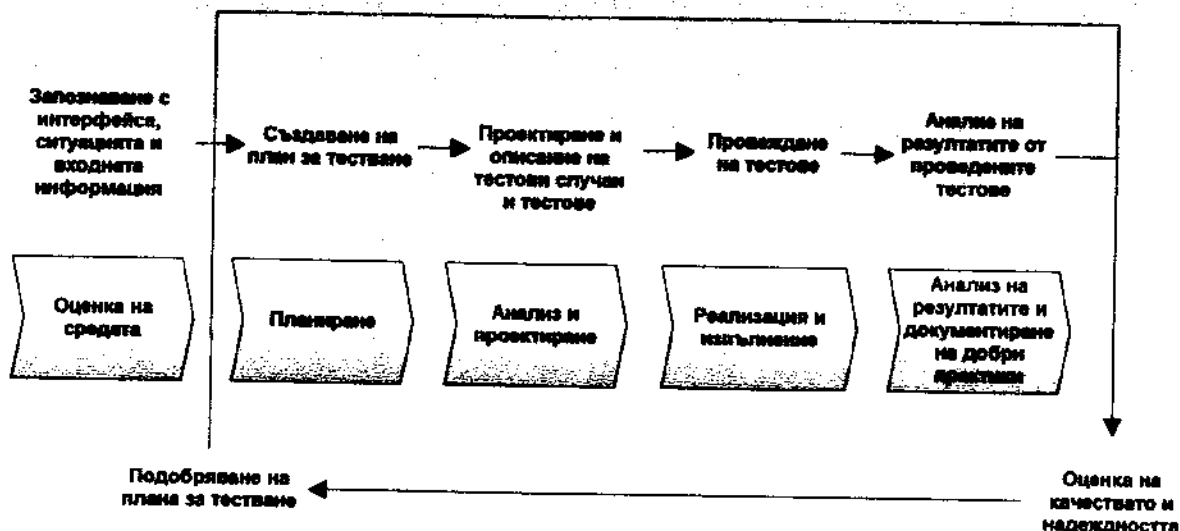 Запознаване с
интерфейса,
ситуацията и
входната
информация
Създаване на
план за тестване
Проектиране и
описание на
тестови случаи
и тестове
Провеждане
на тестове
Анализ на
резултатите от
проведените
тестове
Оценка на
средата
Планиране
Анализ и
проектиране
Реализация и
изпълнение
Анализ на
резултатите и
документиране
на добри
практики
Подобряване на
плана за тестване
Оценка на
качеството и
надеждността